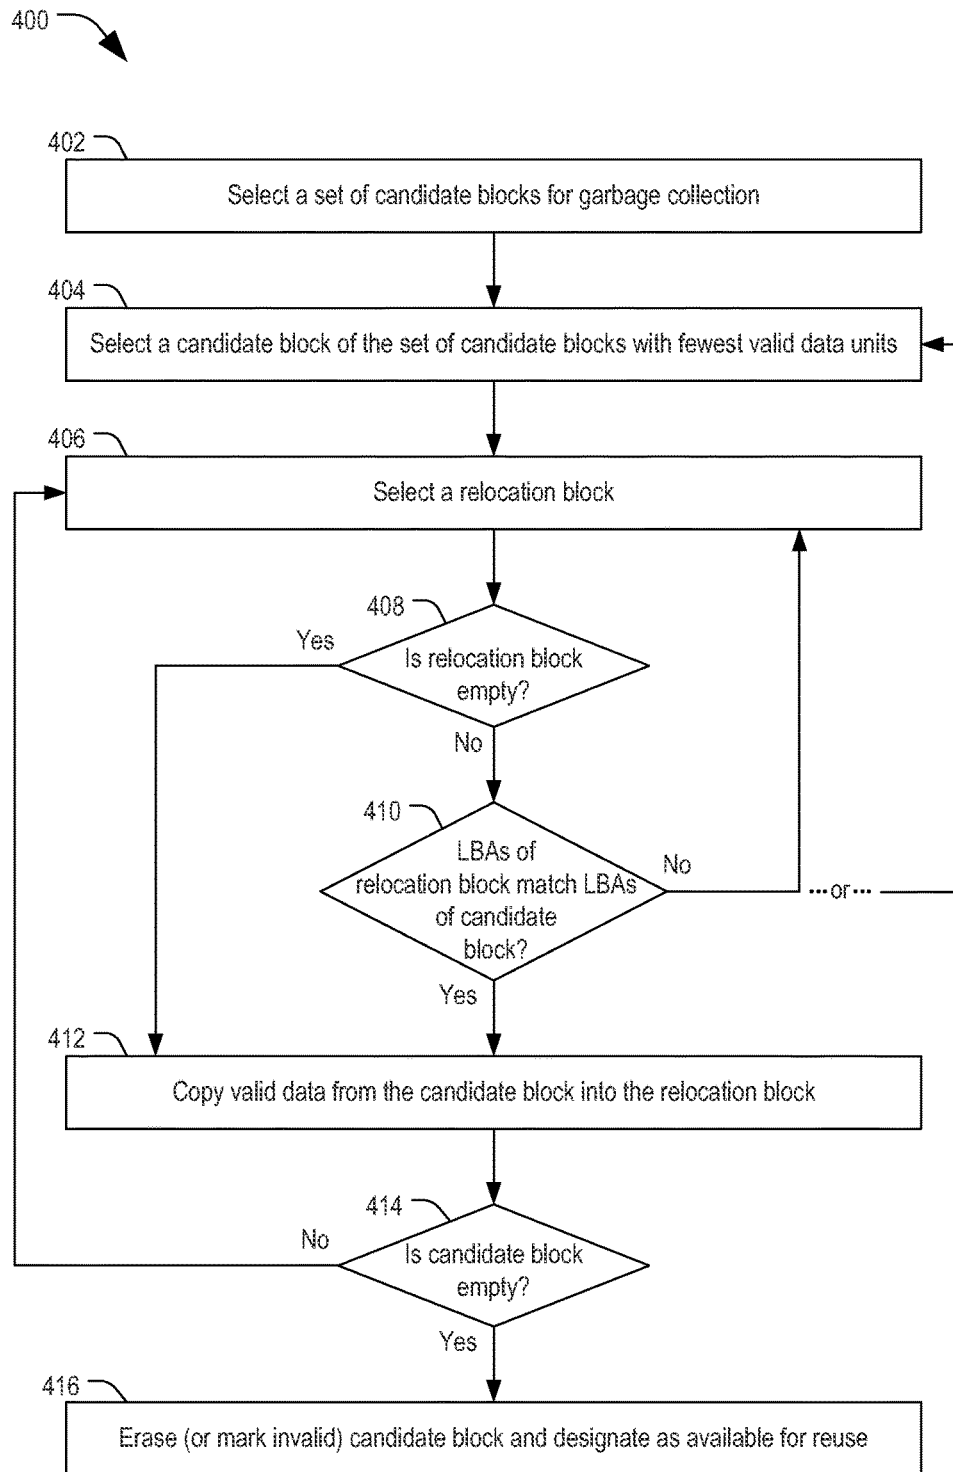 400
402
Select a set of candidate blocks for garbage collection
404
Select a candidate block of the set of candidate blocks with fewest valid data units
406
Select a relocation block
408
Yes
Is relocation block
empty?
No
410
LBAs of
relocation block match LBAs
of candidate
block?
No
...or...
Yes
412
Copy valid data from the candidate block into the relocation block
414
No
Is candidate block
empty?
Yes
416
Erase (or mark invalid) candidate block and designate as available for reuse